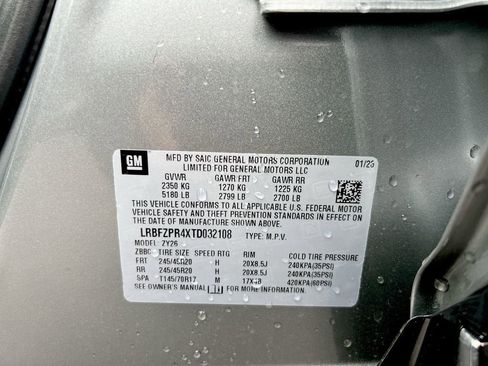 GM
MFD BY SAIC GENERAL MOTORS CORPORATION 01/26
LIMITED FOR GENERAL MOTORS LLC
GVWR GAWR FRT GAWR RR
2350 KG 1270 KG 1225 KG
5180 LB 2799 LB 2700 LB
THIS VEHICLE CONFORMS TO ALL APPLICABLE U.S. FEDERAL
MOTOR VEHICLE SAFETY AND THEFT PREVENTION STANDARDS IN EFFECT ON
THE DATE OF MANUFACTURE SHOWN ABOVE.
LRBFZPR4XTD032108 TYPE: M.P.V.
MODEL: ZY26
ZBBC TIRE SIZE SPEED RTG RIM COLD TIRE PRESSURE
FRT 245/45R20 H 20X8.5J 240KPA(35PSI)
RR 245/45R20 H 20X8.5J 240KPA(35PSI)
SPA T145/70R17 M 17X4B 420KPA(60PSI)
SEE OWNER'S MANUAL FOR MORE INFORMATION.